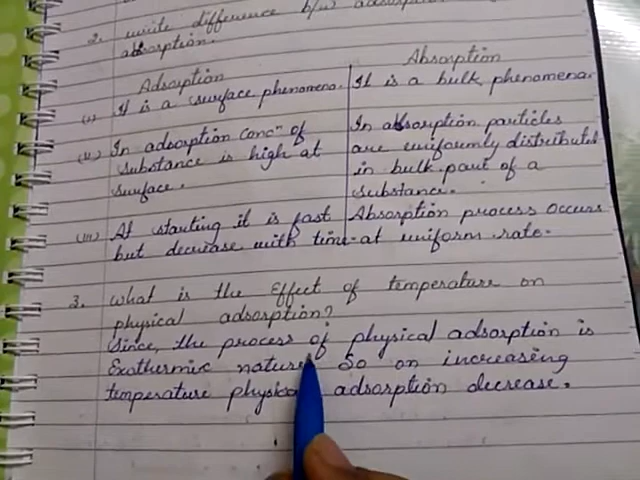 2. write difference b/w adsorption
absorption.
Adsorption Absorption
(i) It is a surface phenomena. It is a bulk phenomena.
(ii) In adsorption concⁿ of In absorption particles
substance is high at are uniformly distributed
surface. in bulk part of a
substance.
(iii) At starting it is fast Absorption process occurs
but decrease with time. at uniform rate.
3. What is the Effect of temperature on
physical adsorption?
Since, the process of physical adsorption is
Exothermic nature So on increasing
temperature physical adsorption decrease.